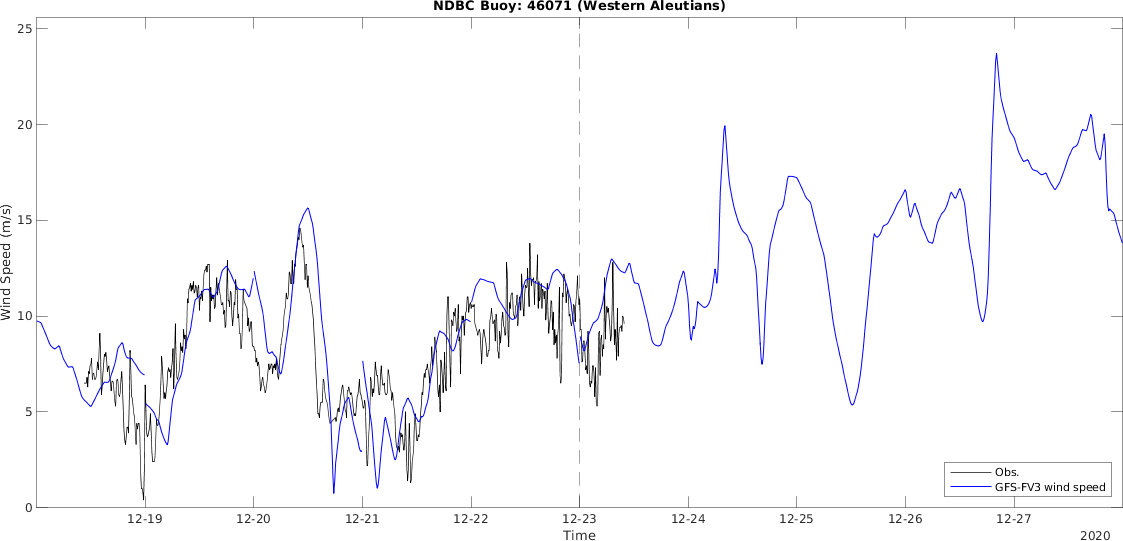 NDBC Buoy: 46071 (Western Aleutians)
25
20
15
10
5
0
Wind Speed (m/s)
Obs.
GFS-FV3 wind speed
12-19 12-20 12-21 12-22 12-23 12-24 12-25 12-26 12-27
Time
2020